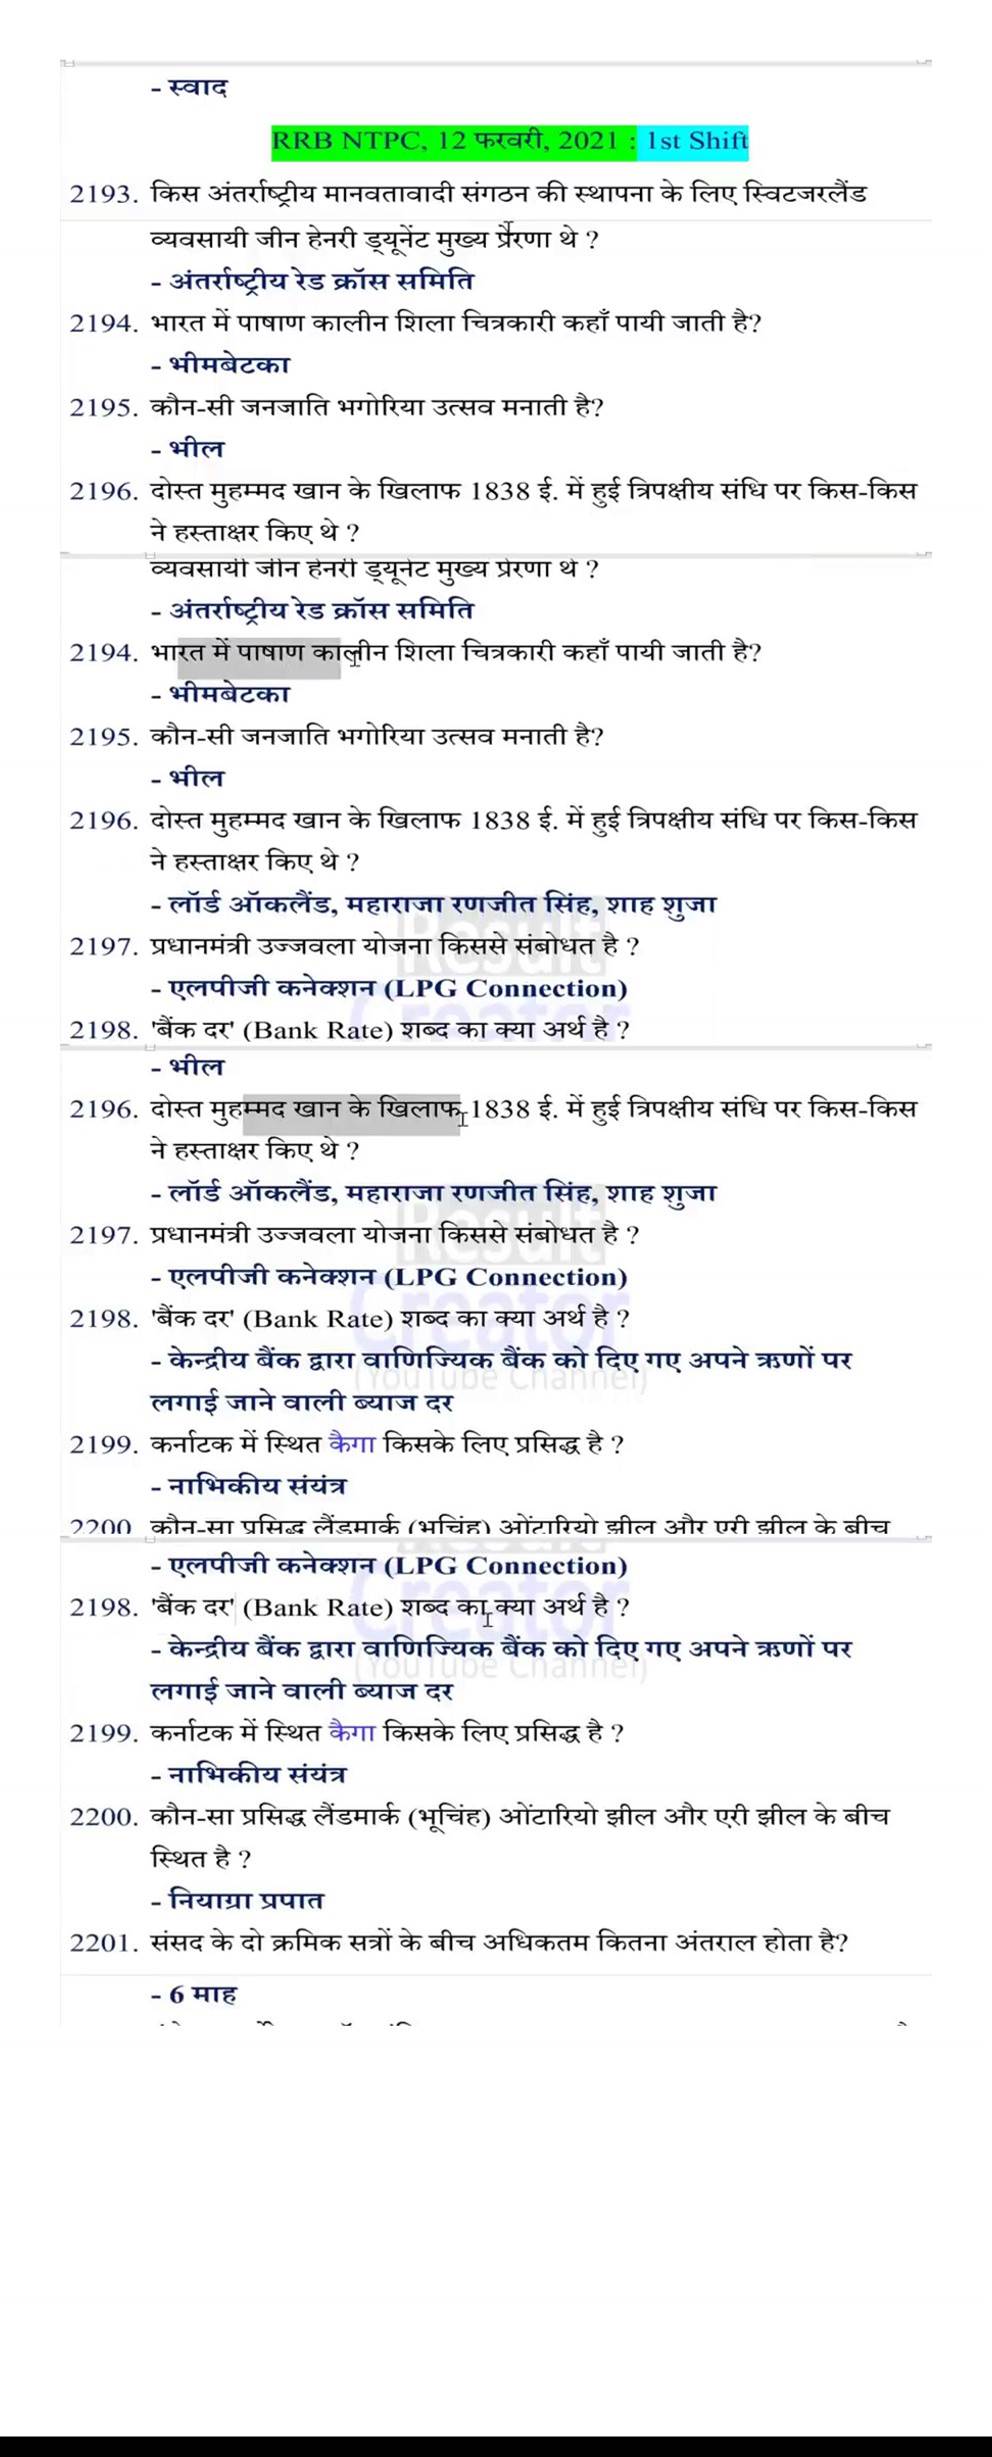 - स्वाद
RRB NTPC, 12 फरवरी, 2021 : 1st Shift
2193. किस अंतर्राष्ट्रीय मानवतावादी संगठन की स्थापना के लिए स्विटजरलैंड
व्यवसायी जीन हेनरी ड्यूनेंट मुख्य प्रेरणा थे ?
- अंतर्राष्ट्रीय रेड क्रॉस समिति
2194. भारत में पाषाण कालीन शिला चित्रकारी कहाँ पायी जाती है?
- भीमबेटका
2195. कौन-सी जनजाति भगोरिया उत्सव मनाती है?
- भील
2196. दोस्त मुहम्मद खान के खिलाफ 1838 ई. में हुई त्रिपक्षीय संधि पर किस-किस
ने हस्ताक्षर किए थे ?
व्यवसायी जीन हेनरी ड्यूनेंट मुख्य प्रेरणा थे ?
- अंतर्राष्ट्रीय रेड क्रॉस समिति
2194. भारत में पाषाण कालीन शिला चित्रकारी कहाँ पायी जाती है?
- भीमबेटका
2195. कौन-सी जनजाति भगोरिया उत्सव मनाती है?
- भील
2196. दोस्त मुहम्मद खान के खिलाफ 1838 ई. में हुई त्रिपक्षीय संधि पर किस-किस
ने हस्ताक्षर किए थे ?
- लॉर्ड ऑकलैंड, महाराजा रणजीत सिंह, शाह शुजा
2197. प्रधानमंत्री उज्जवला योजना किससे संबोधत है ?
- एलपीजी कनेक्शन (LPG Connection)
2198. 'बैंक दर' (Bank Rate) शब्द का क्या अर्थ है ?
- भील
2196. दोस्त मुहम्मद खान के खिलाफ 1838 ई. में हुई त्रिपक्षीय संधि पर किस-किस
ने हस्ताक्षर किए थे ?
- लॉर्ड ऑकलैंड, महाराजा रणजीत सिंह, शाह शुजा
2197. प्रधानमंत्री उज्जवला योजना किससे संबोधत है ?
- एलपीजी कनेक्शन (LPG Connection)
2198. 'बैंक दर' (Bank Rate) शब्द का क्या अर्थ है ?
- केन्द्रीय बैंक द्वारा वाणिज्यिक बैंक को दिए गए अपने ऋणों पर
लगाई जाने वाली ब्याज दर
2199. कर्नाटक में स्थित कैगा किसके लिए प्रसिद्ध है ?
- नाभिकीय संयंत्र
2200. कौन-सा प्रसिद्ध लैंडमार्क (भूचिंह) ओंटारियो झील और एरी झील के बीच
- एलपीजी कनेक्शन (LPG Connection)
2198. 'बैंक दर' (Bank Rate) शब्द का क्या अर्थ है ?
- केन्द्रीय बैंक द्वारा वाणिज्यिक बैंक को दिए गए अपने ऋणों पर
लगाई जाने वाली ब्याज दर
2199. कर्नाटक में स्थित कैगा किसके लिए प्रसिद्ध है ?
- नाभिकीय संयंत्र
2200. कौन-सा प्रसिद्ध लैंडमार्क (भूचिंह) ओंटारियो झील और एरी झील के बीच
स्थित है ?
- नियाग्रा प्रपात
2201. संसद के दो क्रमिक सत्रों के बीच अधिकतम कितना अंतराल होता है?
- 6 माह